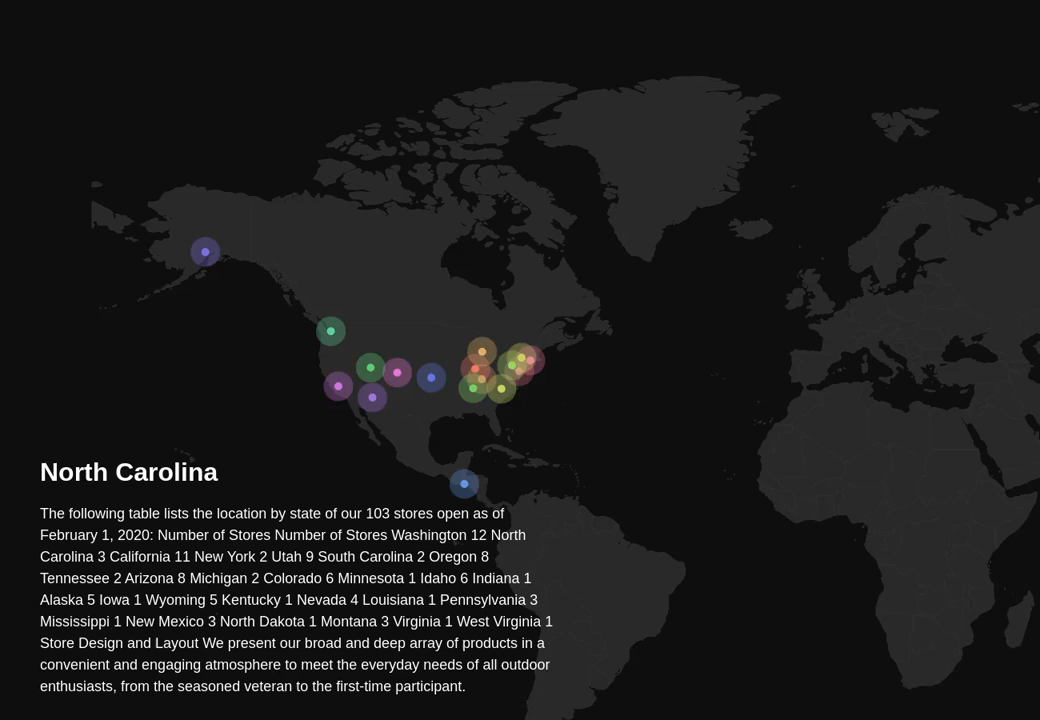 North Carolina
The following table lists the location by state of our 103 stores open as of
February 1, 2020: Number of Stores Number of Stores Washington 12 North
Carolina 3 California 11 New York 2 Utah 9 South Carolina 2 Oregon 8
Tennessee 2 Arizona 8 Michigan 2 Colorado 6 Minnesota 1 Idaho 6 Indiana 1
Alaska 5 Iowa 1 Wyoming 5 Kentucky 1 Nevada 4 Louisiana 1 Pennsylvania 3
Mississippi 1 New Mexico 3 North Dakota 1 Montana 3 Virginia 1 West Virginia 1
Store Design and Layout We present our broad and deep array of products in a
convenient and engaging atmosphere to meet the everyday needs of all outdoor
enthusiasts, from the seasoned veteran to the first-time participant.